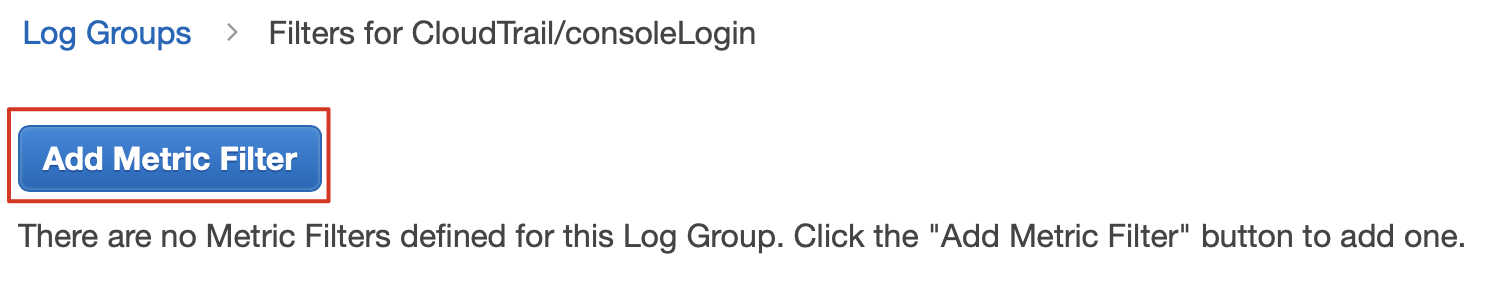 Log Groups > Filters for CloudTrail/consoleLogin
Add Metric Filter
There are no Metric Filters defined for this Log Group. Click the "Add Metric Filter" button to add one.